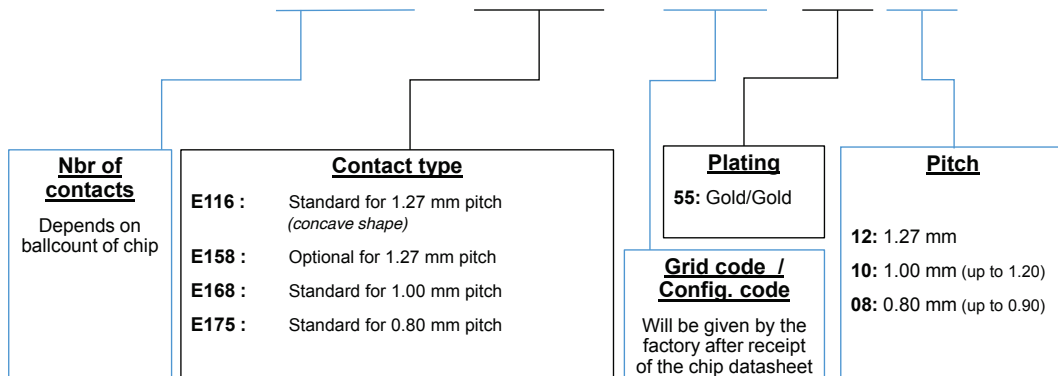 Nbr of
contacts
Depends on
ballcount of chip
Contact type
E116 : Standard for 1.27 mm pitch
(concave shape)
E158 : Optional for 1.27 mm pitch
E168 : Standard for 1.00 mm pitch
E175 : Standard for 0.80 mm pitch
Plating
55: Gold/Gold
Grid code /
Config. code
Will be given by the
factory after receipt
of the chip datasheet
Pitch
12: 1.27 mm
10: 1.00 mm (up to 1.20)
08: 0.80 mm (up to 0.90)